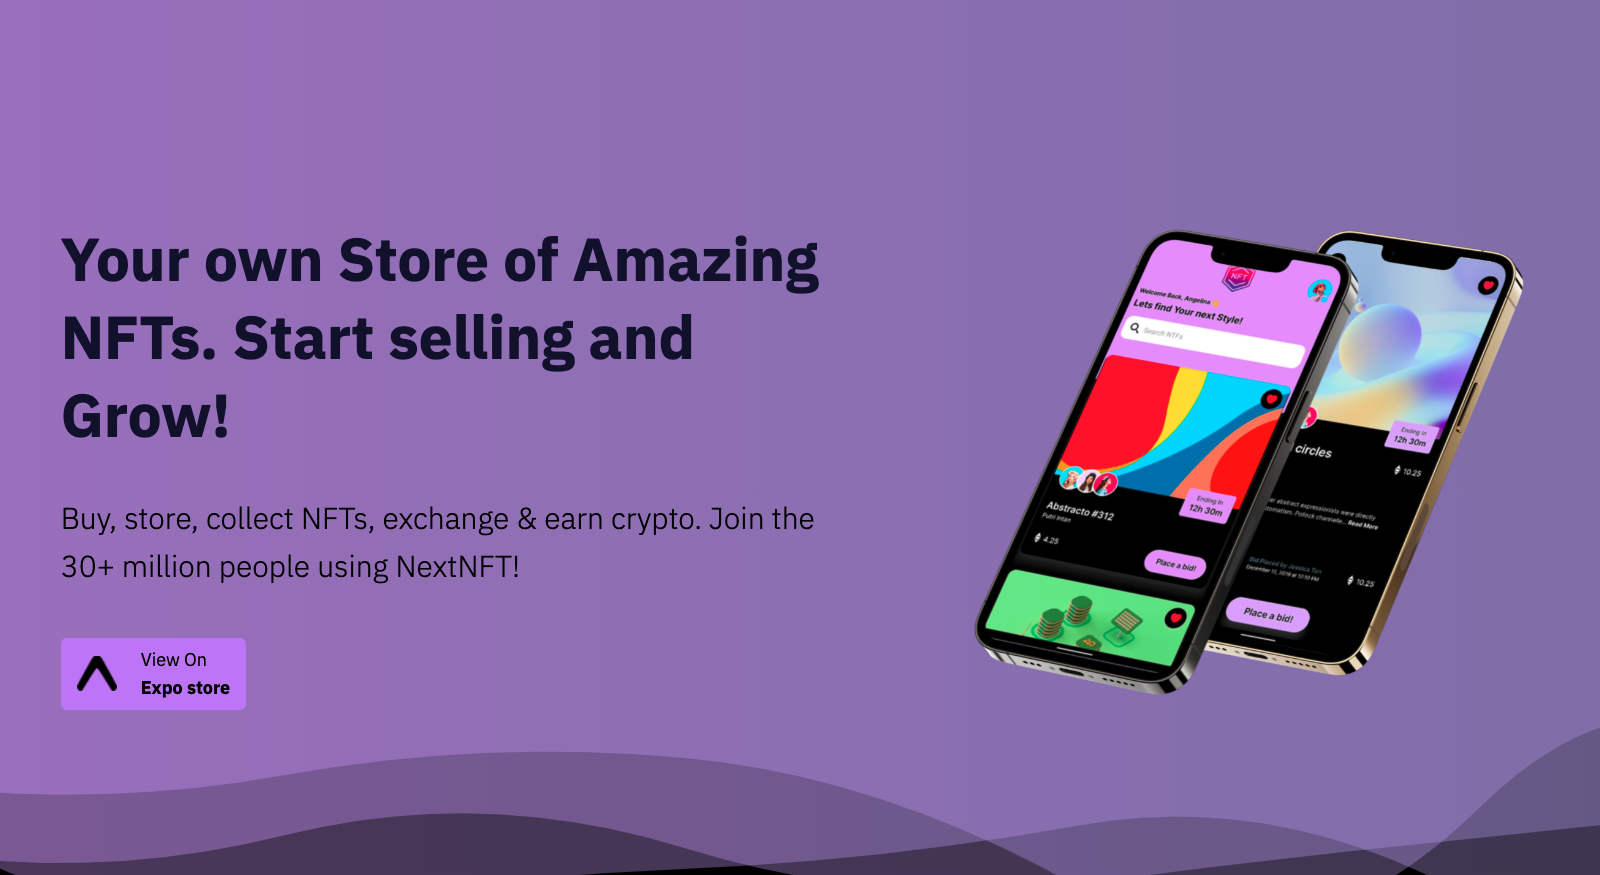 Your own Store of Amazing
NFTs. Start selling and
Grow!
Buy, store, collect NFTs, exchange & earn crypto. Join the
30+ million people using NextNFT!
View On
Expo store
NFT
Welcome Back, Angelina
Lets find Your next Style!
Search NTFs
Ending In
12h 30m
Abstracto #312
Putri Intan
4.25
Place a bid!
Ending In
12h 30m
circles
10.25
er abstract expressionists were directly
utomatism. Pollock channelle... Read More
Bid Placed by Jessica Tan
December 12, 2019 at 12:10 PM
10.25
Place a bid!